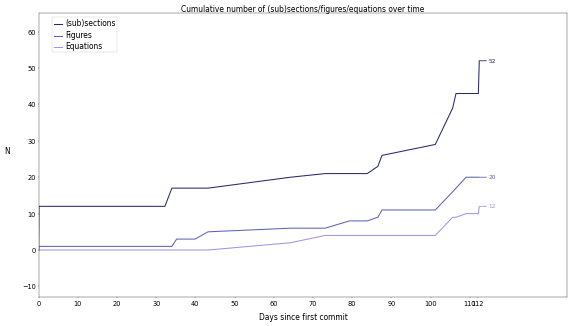 Cumulative number of (sub)sections/figures/equations over time
(sub)sections
Figures
Equations
60
50
40
30
20
10
0
−10
N
52
20
12
0 10 20 30 40 50 60 70 80 90 100 110 112
Days since first commit